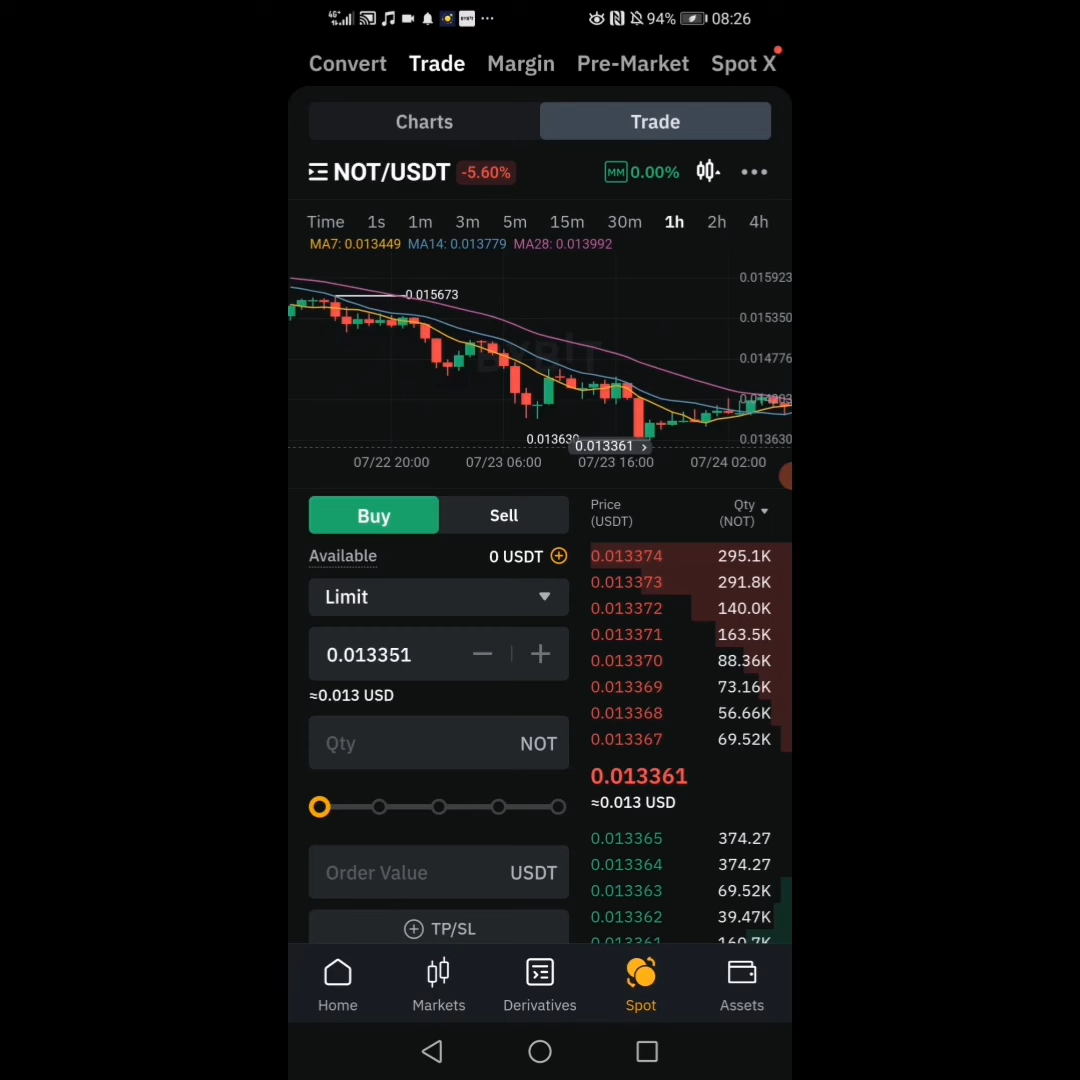 4G 94% 08:26
Convert Trade Margin Pre-Market Spot X
Charts Trade
NOT/USDT -5.60% MM 0.00%
Time 1s 1m 3m 5m 15m 30m 1h 2h 4h
MA7: 0.013449 MA14: 0.013779 MA28: 0.013992
0.015923
0.015673
0.015350
BYBIT
0.014776
0.013630
0.013361
07/22 20:00 07/23 06:00 07/23 16:00 07/24 02:00
Buy Sell
Available 0 USDT
Limit
0.013351
≈0.013 USD
Qty NOT
Order Value USDT
TP/SL
Price Qty
(USDT) (NOT)
0.013374 295.1K
0.013373 291.8K
0.013372 140.0K
0.013371 163.5K
0.013370 88.36K
0.013369 73.16K
0.013368 56.66K
0.013367 69.52K
0.013361
≈0.013 USD
0.013365 374.27
0.013364 374.27
0.013363 69.52K
0.013362 39.47K
0.013361 160.7K
Home Markets Derivatives Spot Assets